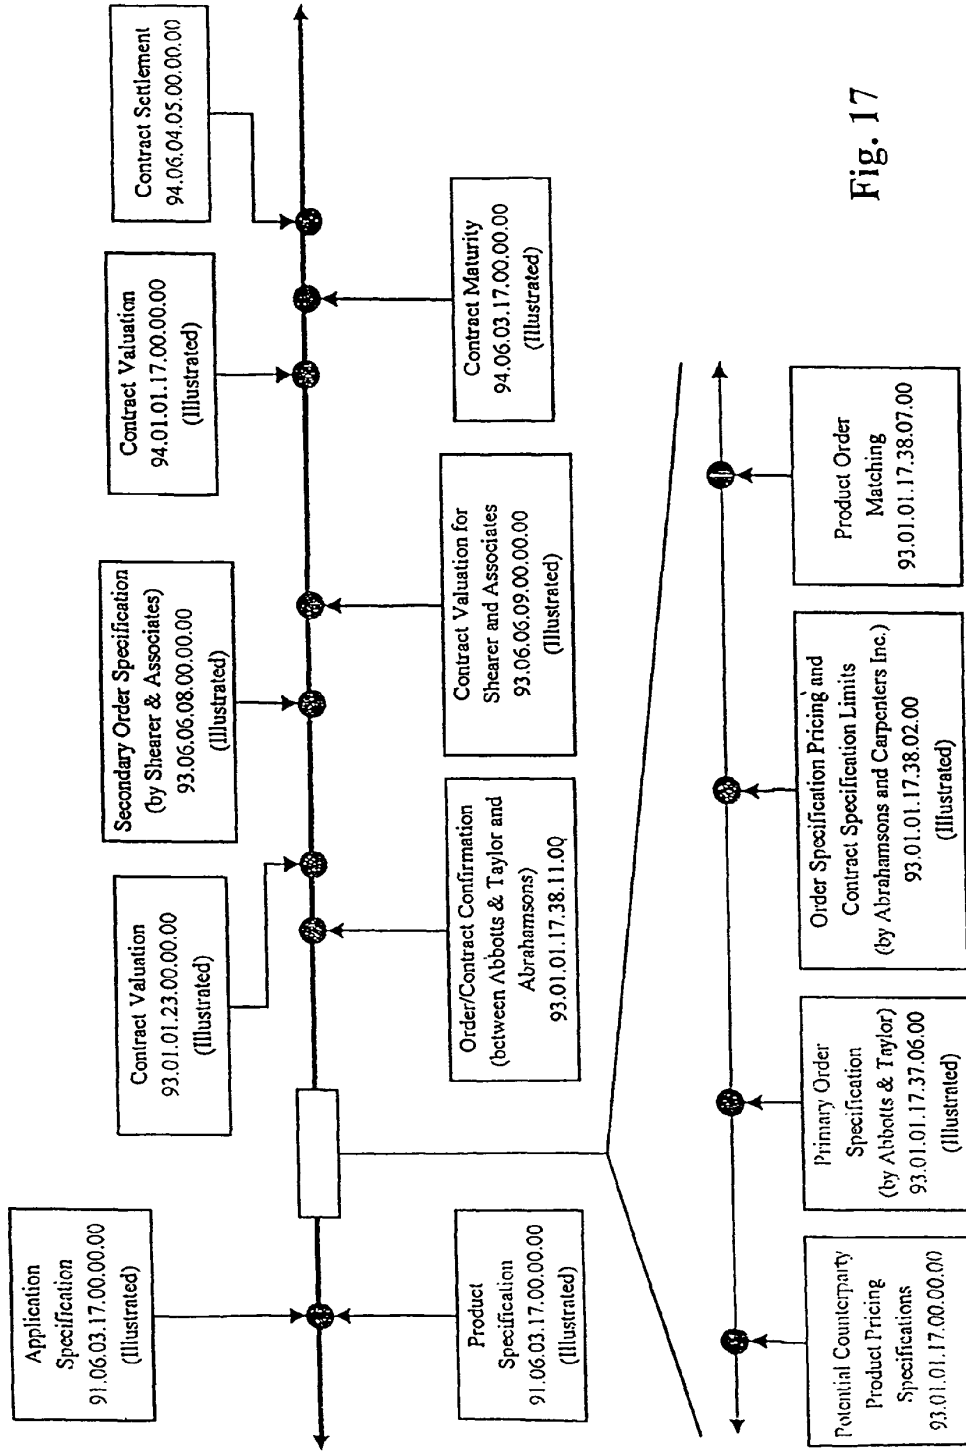 Application
Specification
91.06.03.17.00.00.00
(Illustrated)
Product
Specification
91.06.03.17.00.00.00
(Illustrated)
Contract Valuation
93.01.01.23.00.00.00
(Illustrated)
Order/Contract Confirmation
(between Abbotts & Taylor and
Abrahamsons)
93.01.01.17.38.11.00
Secondary Order Specification
(by Shearer & Associates)
93.06.06.08.00.00.00
(Illustrated)
Contract Valuation for
Shearer and Associates
93.06.06.09.00.00.00
(Illustrated)
Contract Valuation
94.01.01.17.00.00.00
(Illustrated)
Contract Maturity
94.06.03.17.00.00.00
(Illustrated)
Contract Settlement
94.06.04.05.00.00.00
Potential Counterparty
Product Pricing
Specifications
93.01.01.17.00.00.00
Primary Order
Specification
(by Abbotts & Taylor)
93.01.01.17.37.06.00
(Illustrated)
Order Specification Pricing and
Contract Specification Limits
(by Abrahamsons and Carpenters Inc.)
93.01.01.17.38.02.00
(Illustrated)
Product Order
Matching
93.01.01.17.38.07.00
Fig. 17